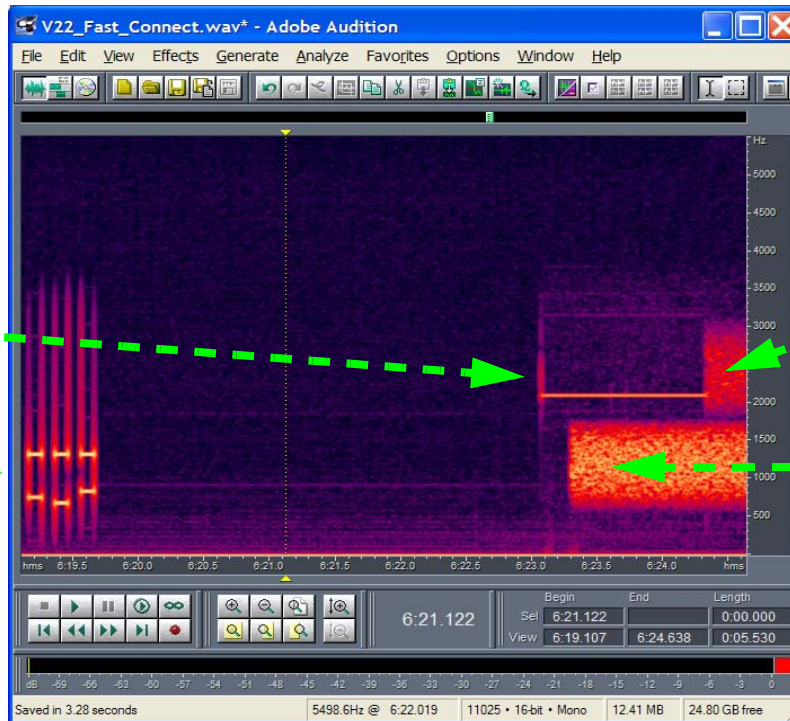 V22_Fast_Connect.wav* - Adobe Audition
File Edit View Effects Generate Analyze Favorites Options Window Help
Hz
5000
4500
4000
3500
3000
2500
2000
1500
1000
500
hms 6:19.5 6:20.0 6:20.5 6:21.0 6:21.5 6:22.0 6:22.5 6:23.0 6:23.5 6:24.0 hms
Begin End Length
6:21.122
Sel 6:21.122 0:00.000
View 6:19.107 6:24.638 0:05.530
dB -69 -66 -63 -60 -57 -54 -51 -48 -45 -42 -39 -36 -33 -30 -27 -24 -21 -18 -15 -12 -9 -6 -3 0
Saved in 3.28 seconds 5498.6Hz @ 6:22.019 11025 • 16-bit • Mono 12.41 MB 24.80 GB free